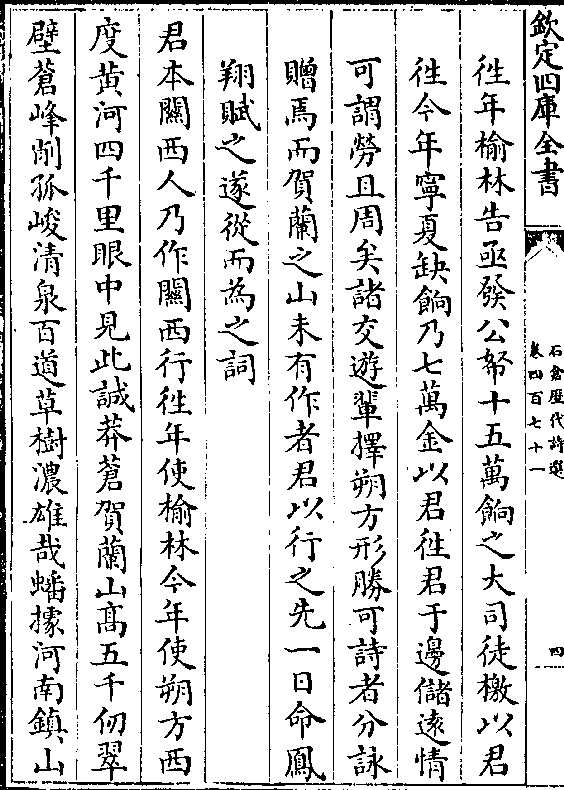 欽定四庫全書
石倉歴代詩選
卷四百七十一
四
徃年榆林告亟發公帑十五萬餉之大司徒檄以君
徃今年寧夏缺餉乃七萬金以君徃君于邊儲逺情
可謂勞且周矣諸交遊輩擇朔方形勝可詩者分詠
贈焉而賀蘭之山未有作者君以行之先一日命鳳
翔賦之遂從而為之詞
君本關西人乃作關西行徃年使榆林今年使朔方西
度黃河四千里眼中見此誠莽蒼賀蘭山髙五千仞翠
壁蒼峰削孤峻清泉百道草樹濃雄哉蟠據河南鎮山